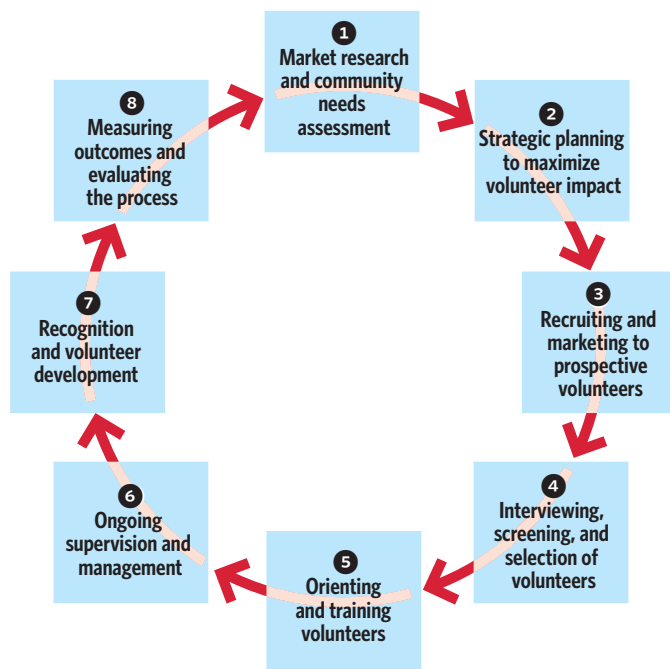 1
Market research
and community
needs
assessment
2
Strategic planning
to maximize
volunteer impact
3
Recruiting and
marketing to
prospective
volunteers
4
Interviewing,
screening, and
selection of
volunteers
5
Orienting
and training
volunteers
6
Ongoing
supervision and
management
7
Recognition
and volunteer
development
8
Measuring
outcomes and
evaluating
the process